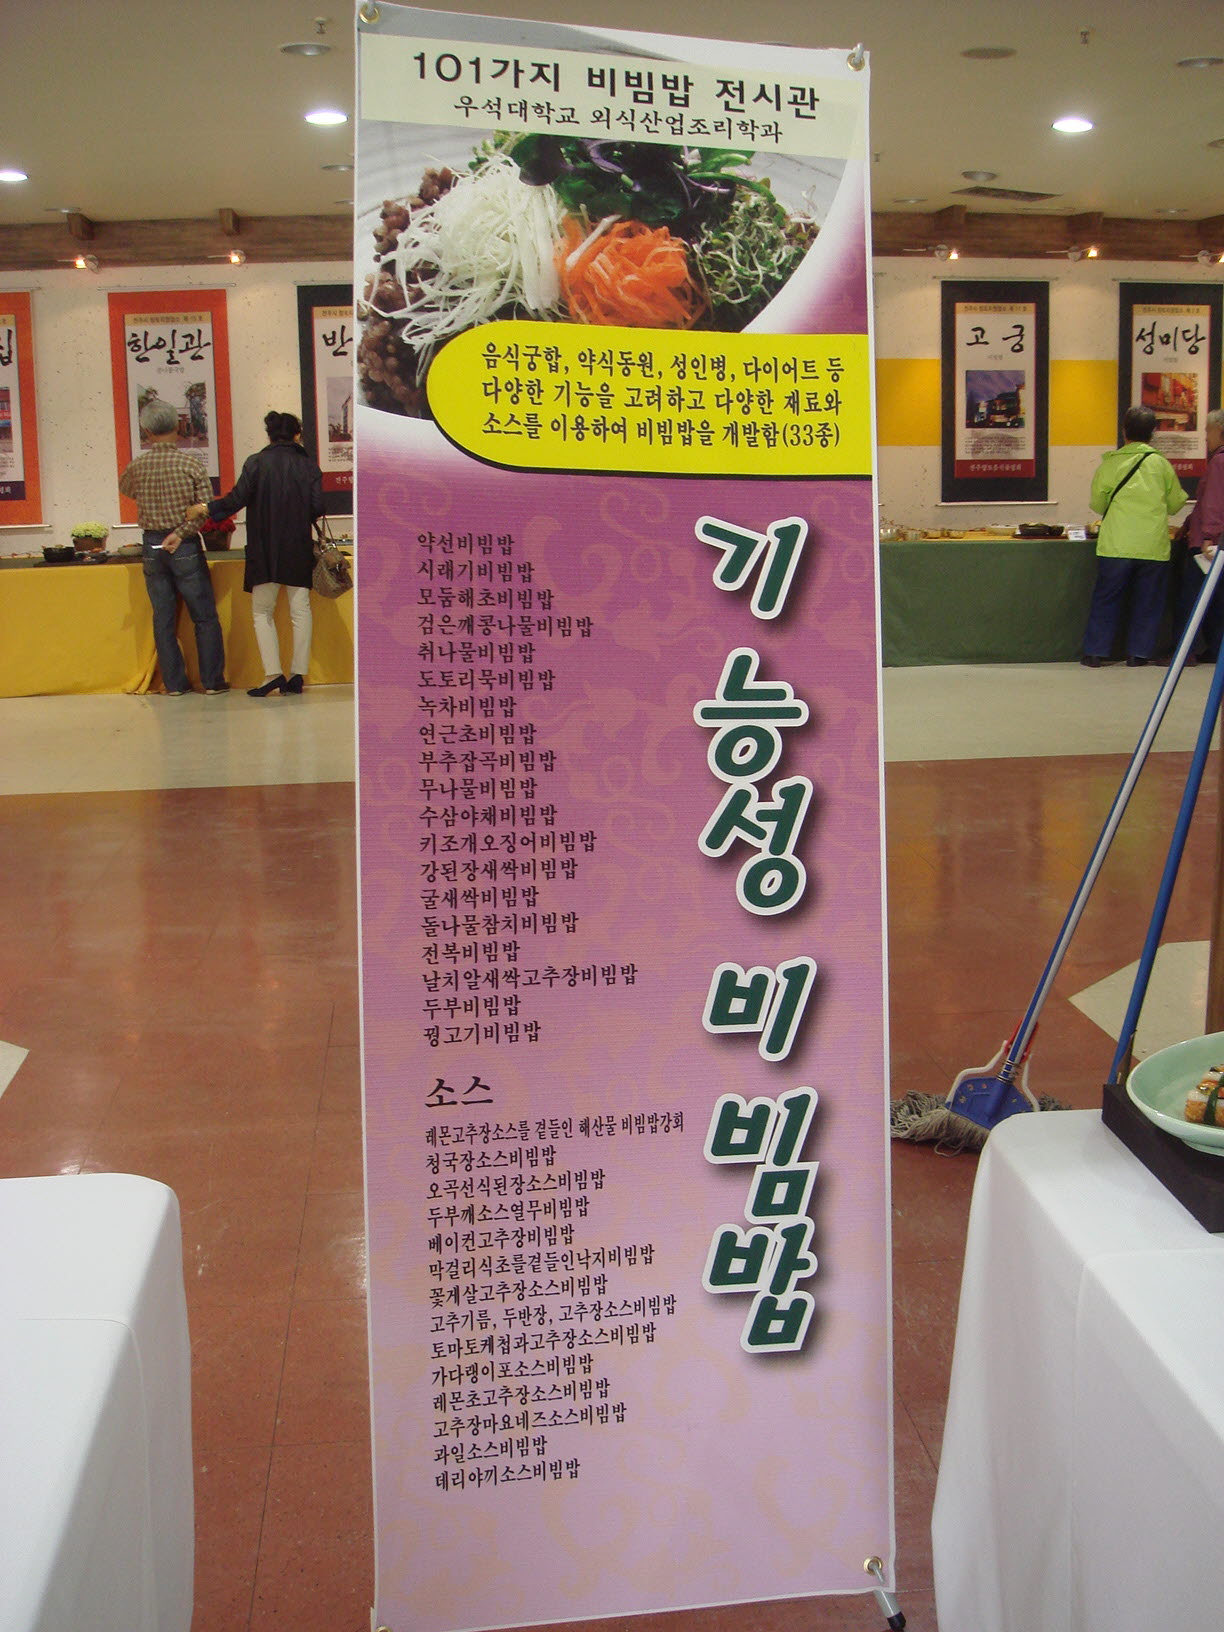 101가지 비빔밥 전시관
우석대학교 외식산업조리학과
음식궁합, 약식동원, 성인병, 다이어트 등
다양한 기능을 고려하고 다양한 재료와
소스를 이용하여 비빔밥을 개발함(33종)
기능성 비빔밥
약선비빔밥
시래기비빔밥
모둠해초비빔밥
검은깨콩나물비빔밥
취나물비빔밥
도토리묵비빔밥
녹차비빔밥
연근초비빔밥
부추잡곡비빔밥
무나물비빔밥
수삼야채비빔밥
키조개오징어비빔밥
강된장새싹비빔밥
굴새싹비빔밥
돌나물참치비빔밥
전복비빔밥
날치알새싹고추장비빔밥
두부비빔밥
꿩고기비빔밥
소스
레몬고추장소스를 곁들인 해산물 비빔밥강회
청국장소스비빔밥
오곡선식된장소스비빔밥
두부깨소스열무비빔밥
베이컨고추장비빔밥
막걸리식초를곁들인낙지비빔밥
꽃게살고추장소스비빔밥
고추기름, 두반장, 고추장소스비빔밥
토마토케첩과고추장소스비빔밥
가다랭이포소스비빔밥
레몬초고추장소스비빔밥
고추장마요네즈소스비빔밥
과일소스비빔밥
데리야끼소스비빔밥
한일관
반
고궁
성미당